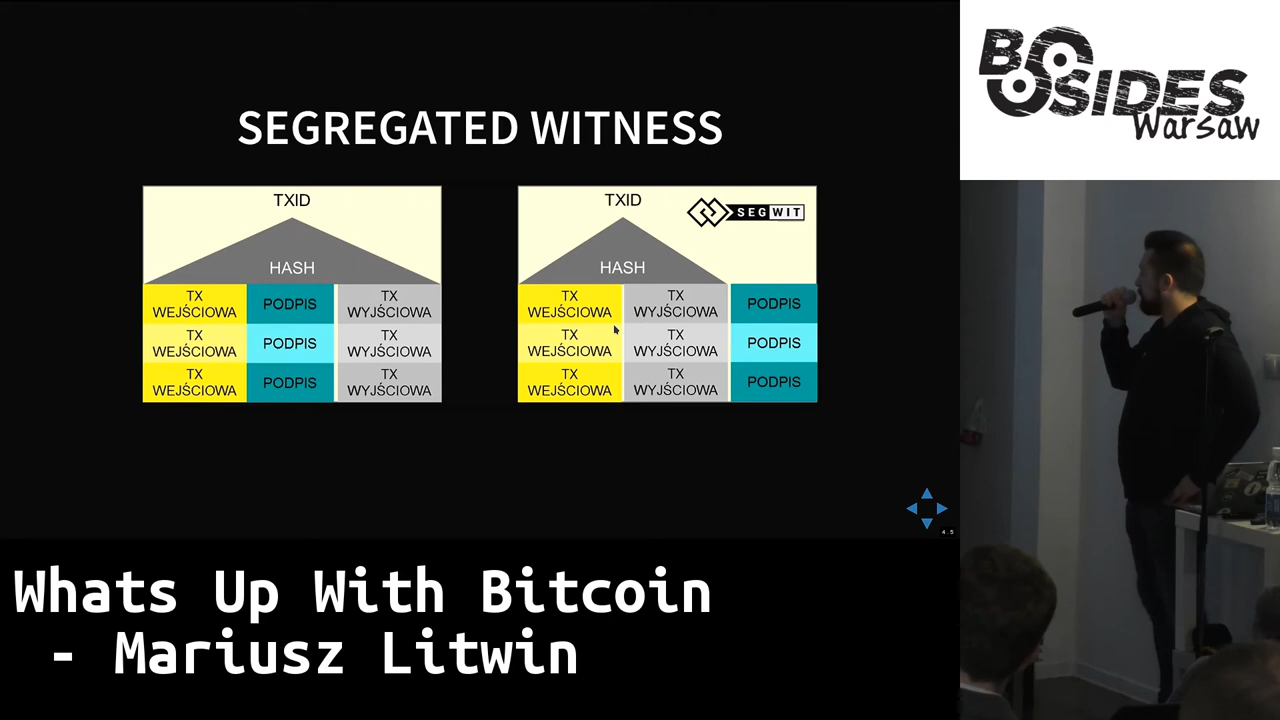 SEGREGATED WITNESS
TXID
HASH
TX WEJŚCIOWA
PODPIS
TX WYJŚCIOWA
TX WEJŚCIOWA
PODPIS
TX WYJŚCIOWA
TX WEJŚCIOWA
PODPIS
TX WYJŚCIOWA
TXID
SEGWIT
HASH
TX WEJŚCIOWA
TX WYJŚCIOWA
PODPIS
TX WEJŚCIOWA
TX WYJŚCIOWA
PODPIS
TX WEJŚCIOWA
TX WYJŚCIOWA
PODPIS
4.5
BSIDES
Warsaw
Whats Up With Bitcoin
- Mariusz Litwin